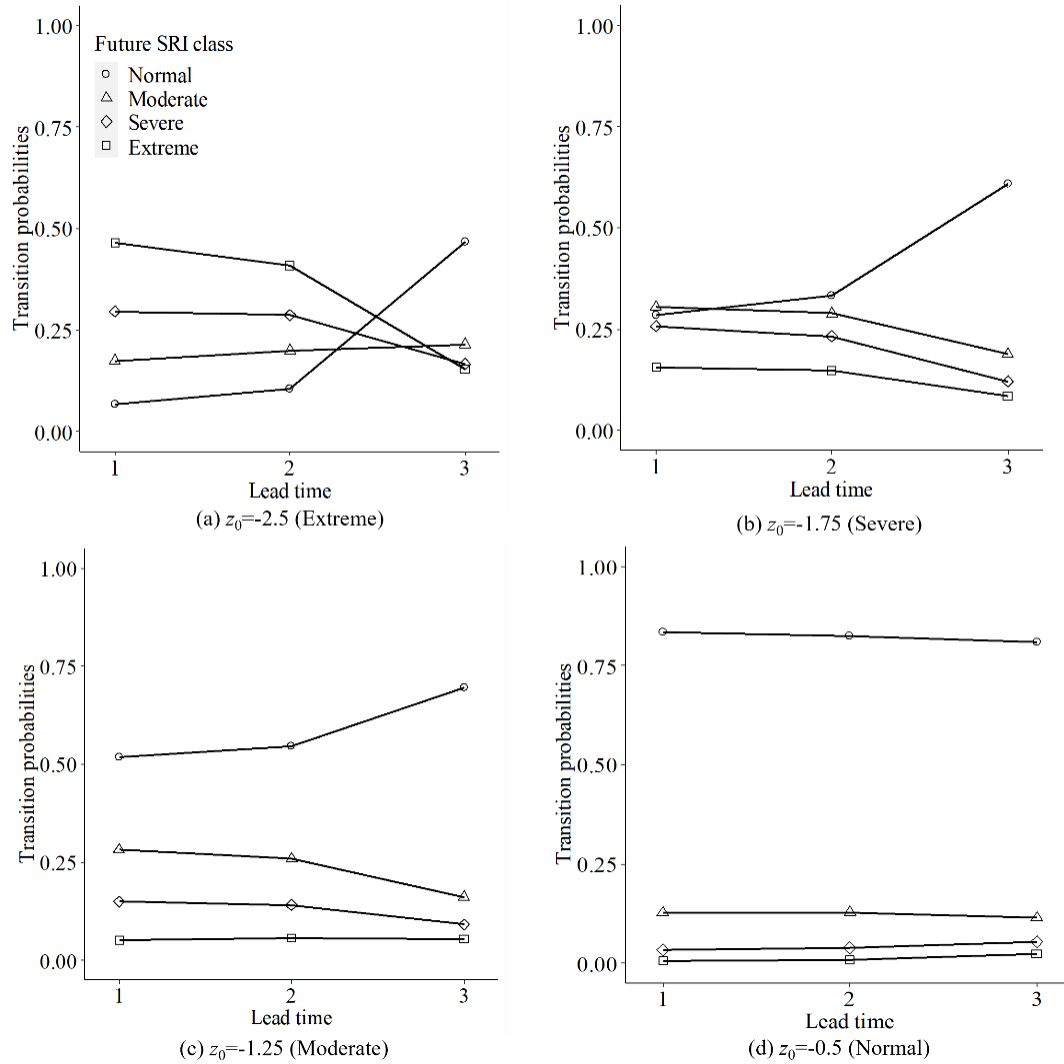 1.00
Future SRI class
Normal
Moderate
Severe
Extreme
0.75
0.50
0.25
0.00
Transition probabilities
1 2 3
Lead time
(a) z0=-2.5 (Extreme)
1.00
0.75
0.50
0.25
0.00
Transition probabilities
1 2 3
Lead time
(b) z0=-1.75 (Severe)
1.00
0.75
0.50
0.25
0.00
Transition probabilities
1 2 3
Lead time
(c) z0=-1.25 (Moderate)
1.00
0.75
0.50
0.25
0.00
Transition probabilities
1 2 3
Lead time
(d) z0=-0.5 (Normal)